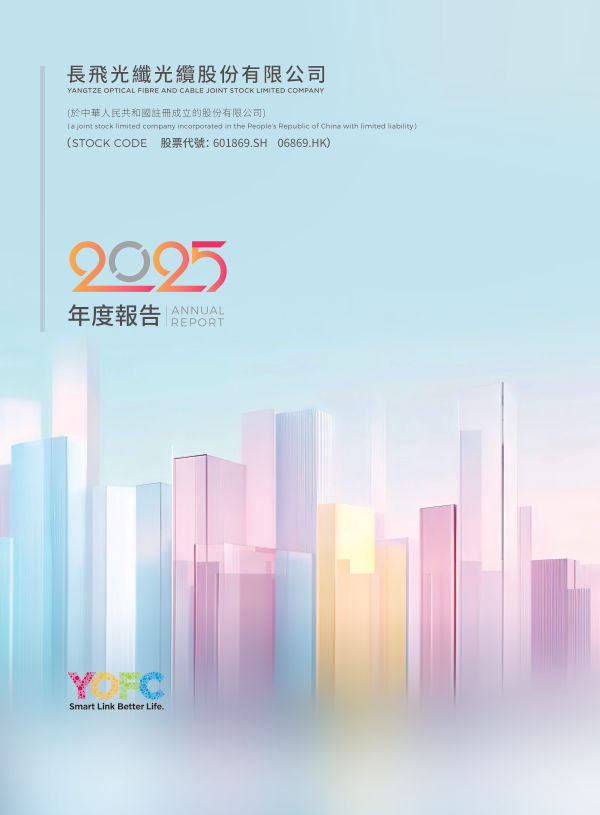 長飛光纖光纜股份有限公司
YANGTZE OPTICAL FIBRE AND CABLE JOINT STOCK LIMITED COMPANY
(於中華人民共和國註冊成立的股份有限公司)
(a joint stock limited company incorporated in the People's Republic of China with limited liability)
(STOCK CODE 股票代號: 601869.SH 06869.HK)
2025
年度報告 ANNUAL REPORT
YOFC
Smart Link Better Life.